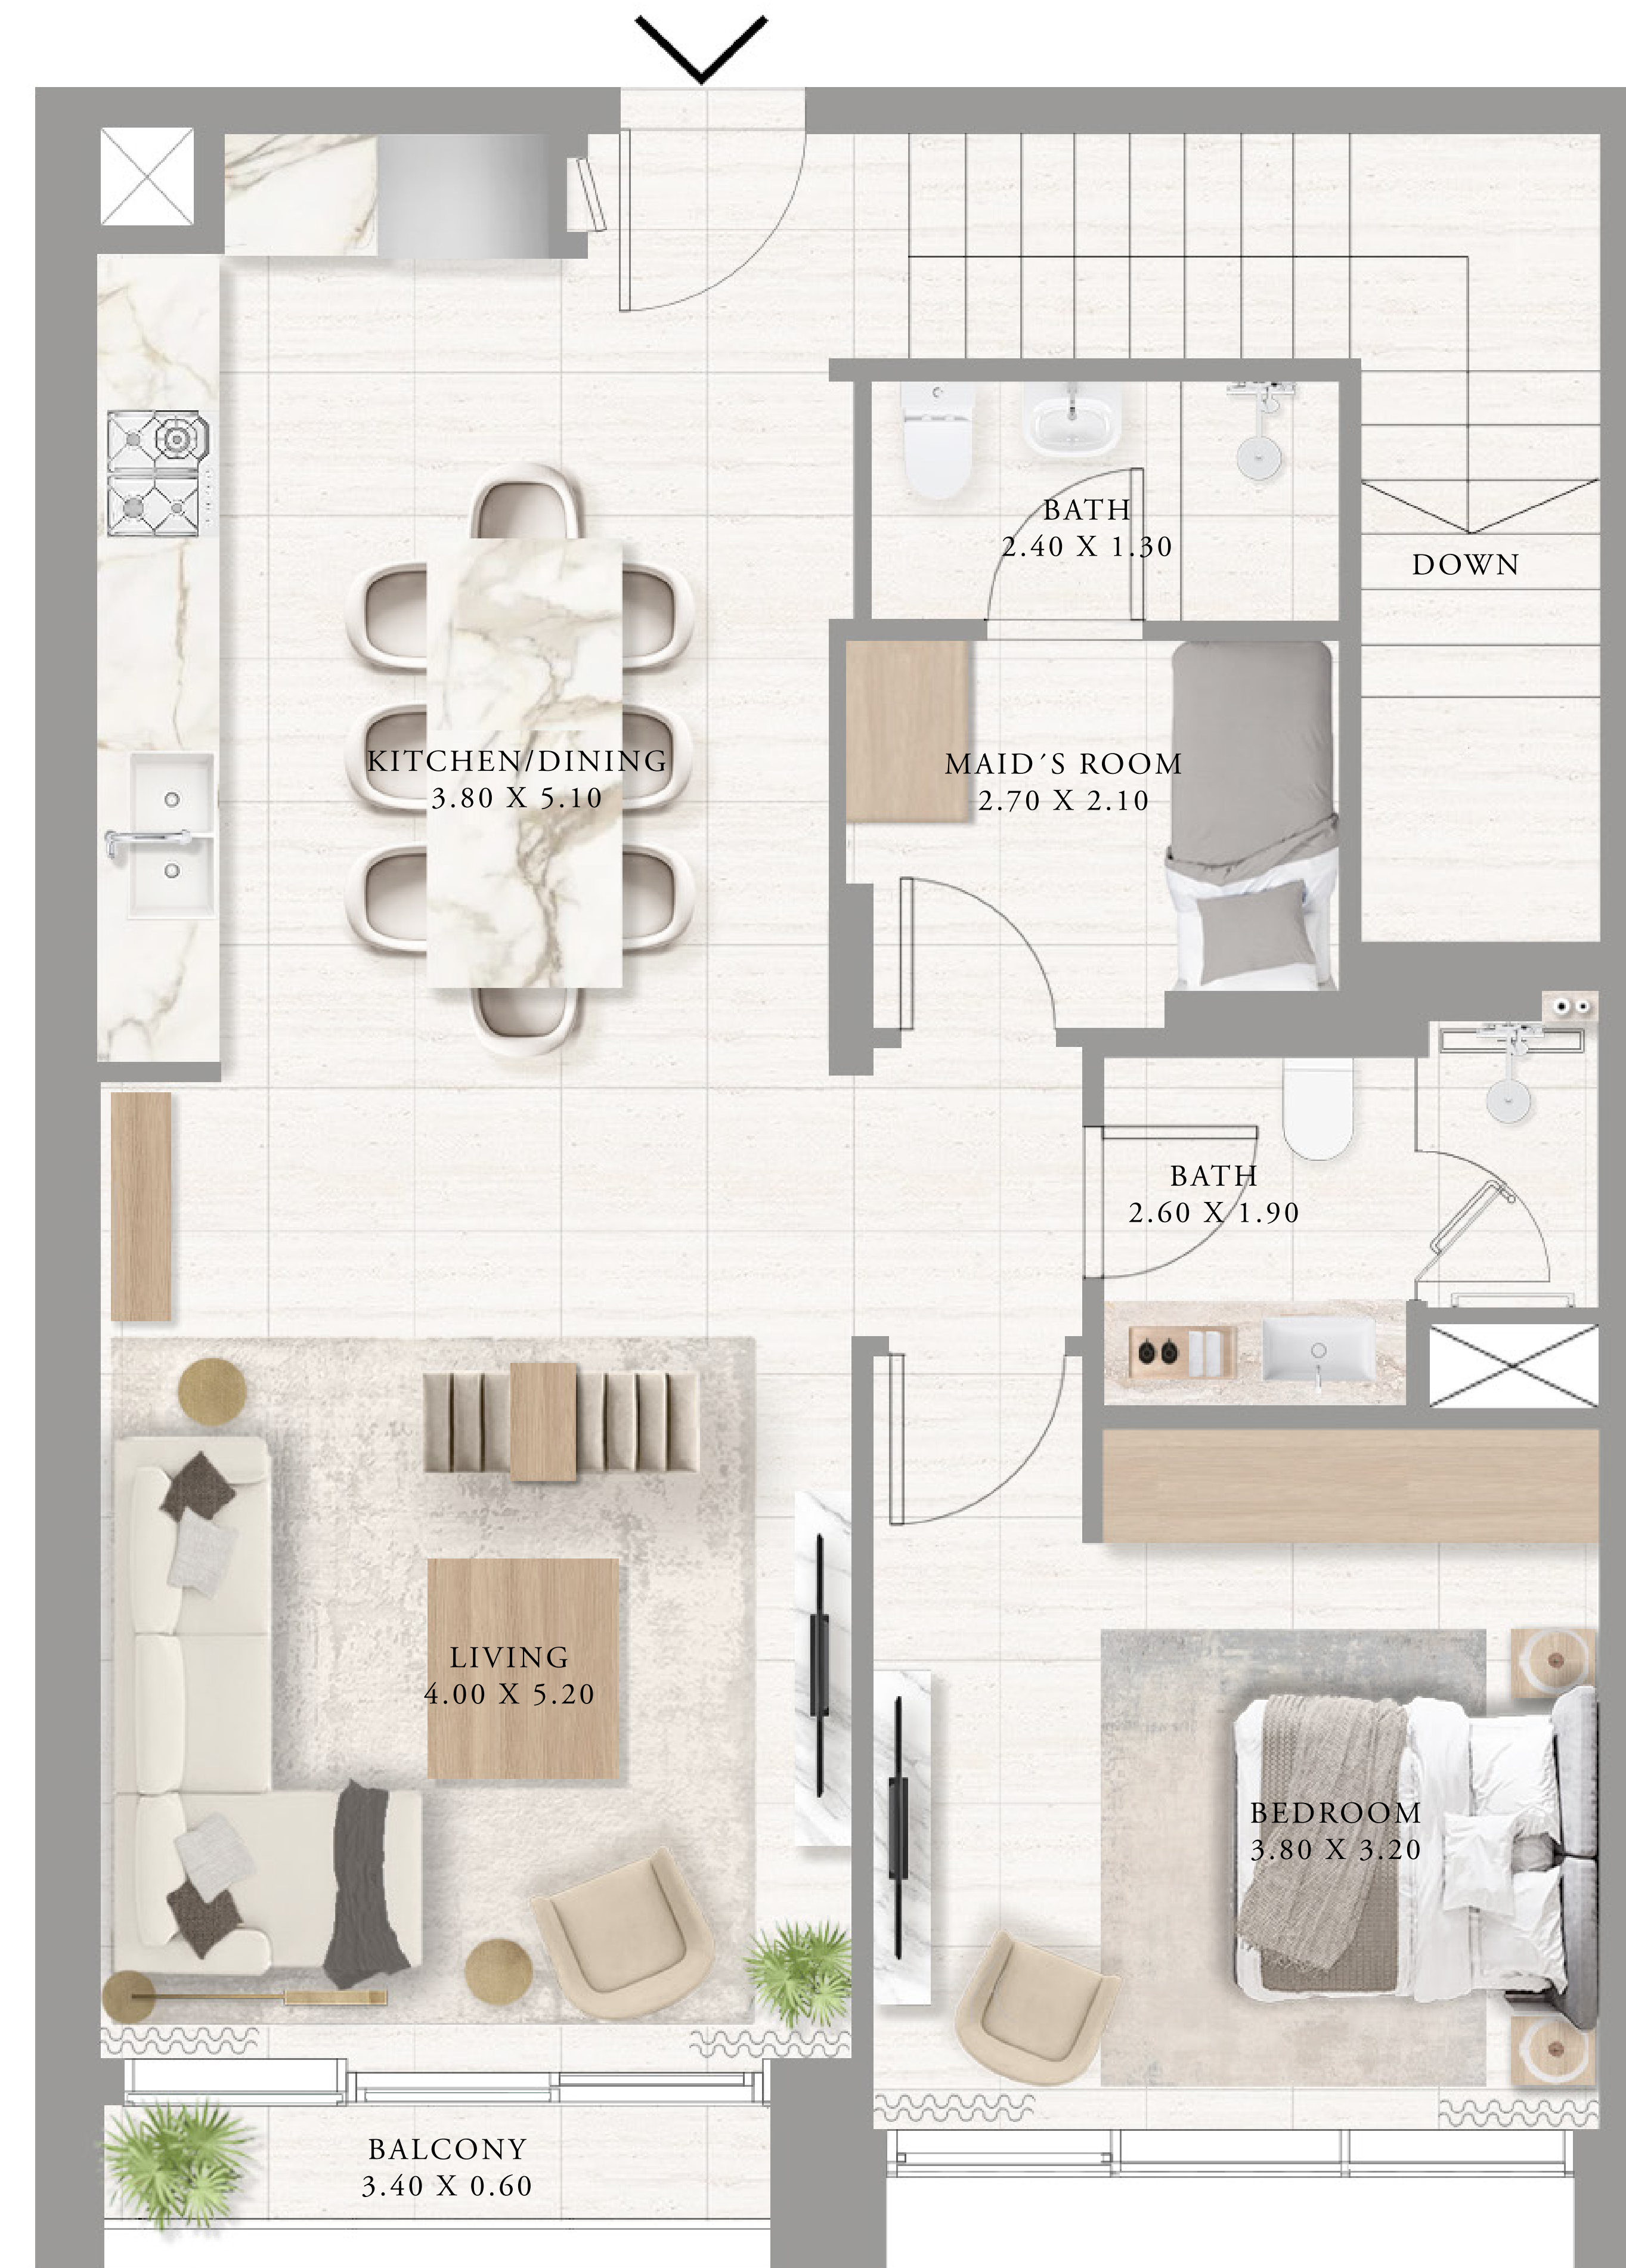 BATH
2.40 X 1.30
DOWN
KITCHEN/DINING
3.80 X 5.10
MAID´S ROOM
2.70 X 2.10
BATH
2.60 X 1.90
LIVING
4.00 X 5.20
BEDROOM
3.80 X 3.20
BALCONY
3.40 X 0.60